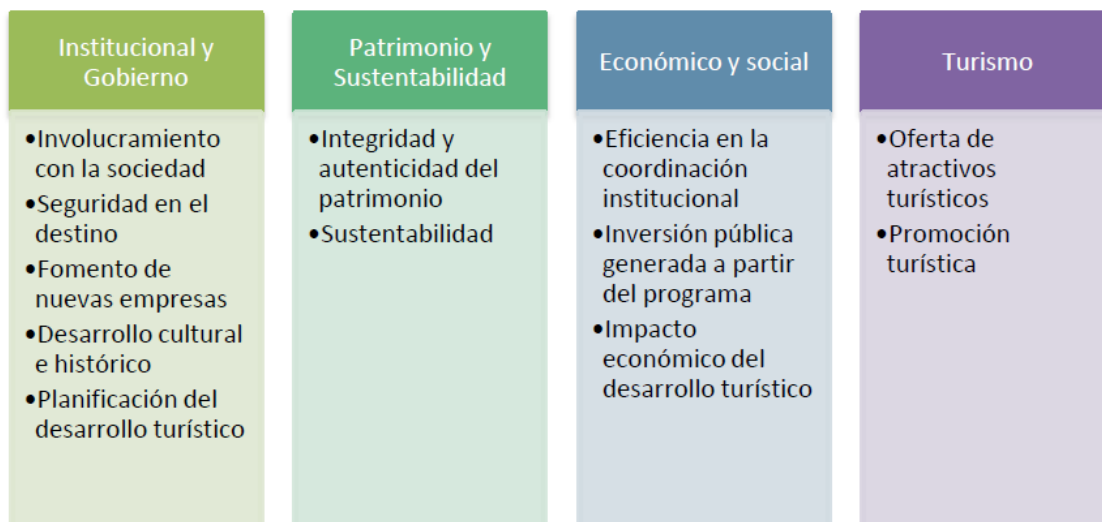 Institucional y
Gobierno
•Involucramiento
con la sociedad
•Seguridad en el
destino
•Fomento de
nuevas empresas
•Desarrollo cultural
e histórico
•Planificación del
desarrollo turístico
Patrimonio y
Sustentabilidad
•Integridad y
autenticidad del
patrimonio
•Sustentabilidad
Económico y social
•Eficiencia en la
coordinación
institucional
•Inversión pública
generada a partir
del programa
•Impacto
económico del
desarrollo turístico
Turismo
•Oferta de
atractivos
turísticos
•Promoción
turística